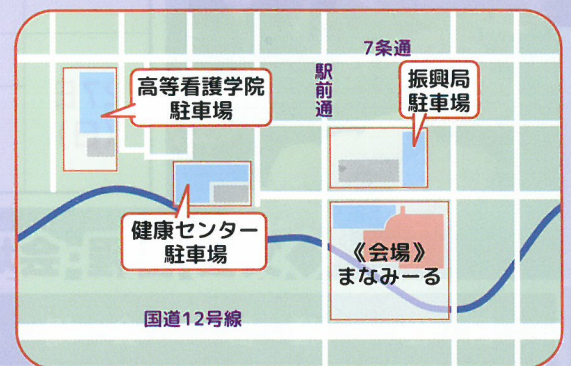 7条通
駅前通
高等看護学院
駐車場
振興局
駐車場
健康センター
駐車場
《会場》
まなみーる
国道12号線